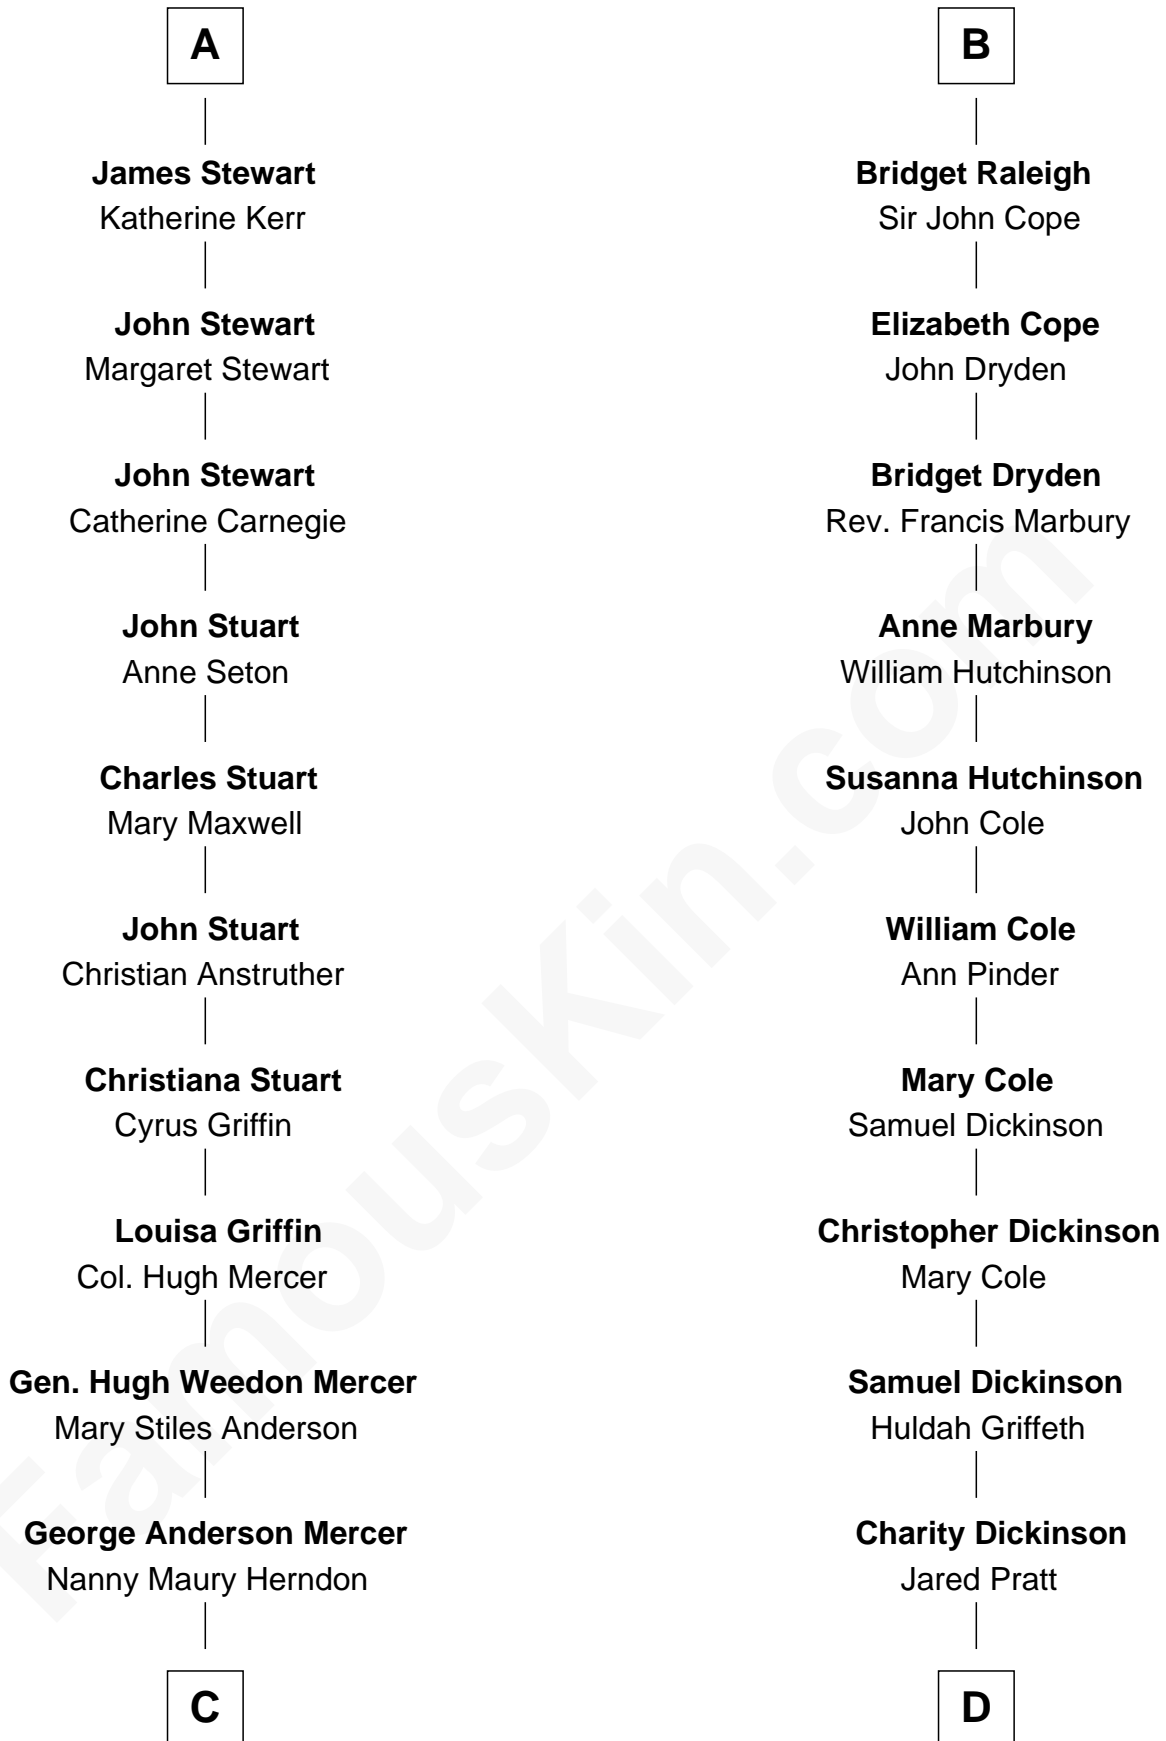 A
James Stewart
Katherine Kerr
John Stewart
Margaret Stewart
John Stewart
Catherine Carnegie
John Stuart
Anne Seton
Charles Stuart
Mary Maxwell
John Stuart
Christian Anstruther
Christiana Stuart
Cyrus Griffin
Louisa Griffin
Col. Hugh Mercer
Gen. Hugh Weedon Mercer
Mary Stiles Anderson
George Anderson Mercer
Nanny Maury Herndon
C
B
Bridget Raleigh
Sir John Cope
Elizabeth Cope
John Dryden
Bridget Dryden
Rev. Francis Marbury
Anne Marbury
William Hutchinson
Susanna Hutchinson
John Cole
William Cole
Ann Pinder
Mary Cole
Samuel Dickinson
Christopher Dickinson
Mary Cole
Samuel Dickinson
Huldah Griffeth
Charity Dickinson
Jared Pratt
D
FamousKin.com